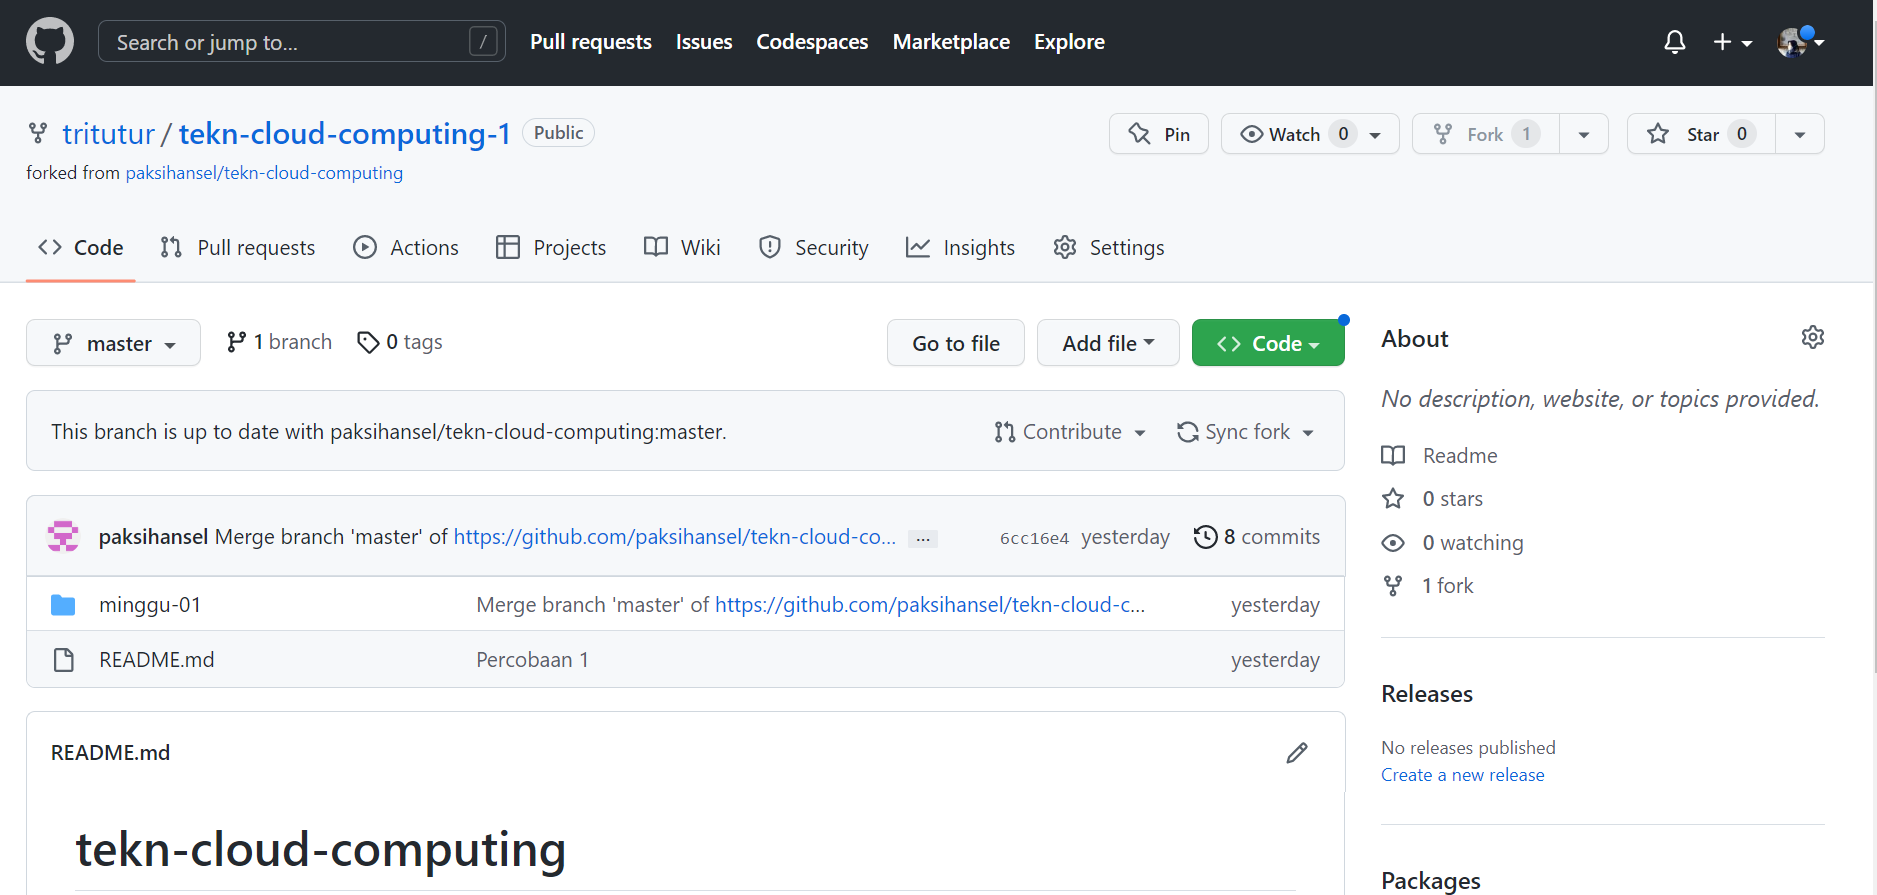 Search or jump to... / Pull requests Issues Codespaces Marketplace Explore
tritutur / tekn-cloud-computing-1 Public Pin Watch 0 Fork 1 Star 0
forked from paksihansel/tekn-cloud-computing
Code Pull requests Actions Projects Wiki Security Insights Settings
master 1 branch 0 tags Go to file Add file Code
This branch is up to date with paksihansel/tekn-cloud-computing:master. Contribute Sync fork
paksihansel Merge branch 'master' of https://github.com/paksihansel/tekn-cloud-co... ... 6cc16e4 yesterday 8 commits
minggu-01 Merge branch 'master' of https://github.com/paksihansel/tekn-cloud-c... yesterday
README.md Percobaan 1 yesterday
README.md
tekn-cloud-computing
About
No description, website, or topics provided.
Readme
0 stars
0 watching
1 fork
Releases
No releases published
Create a new release
Packages